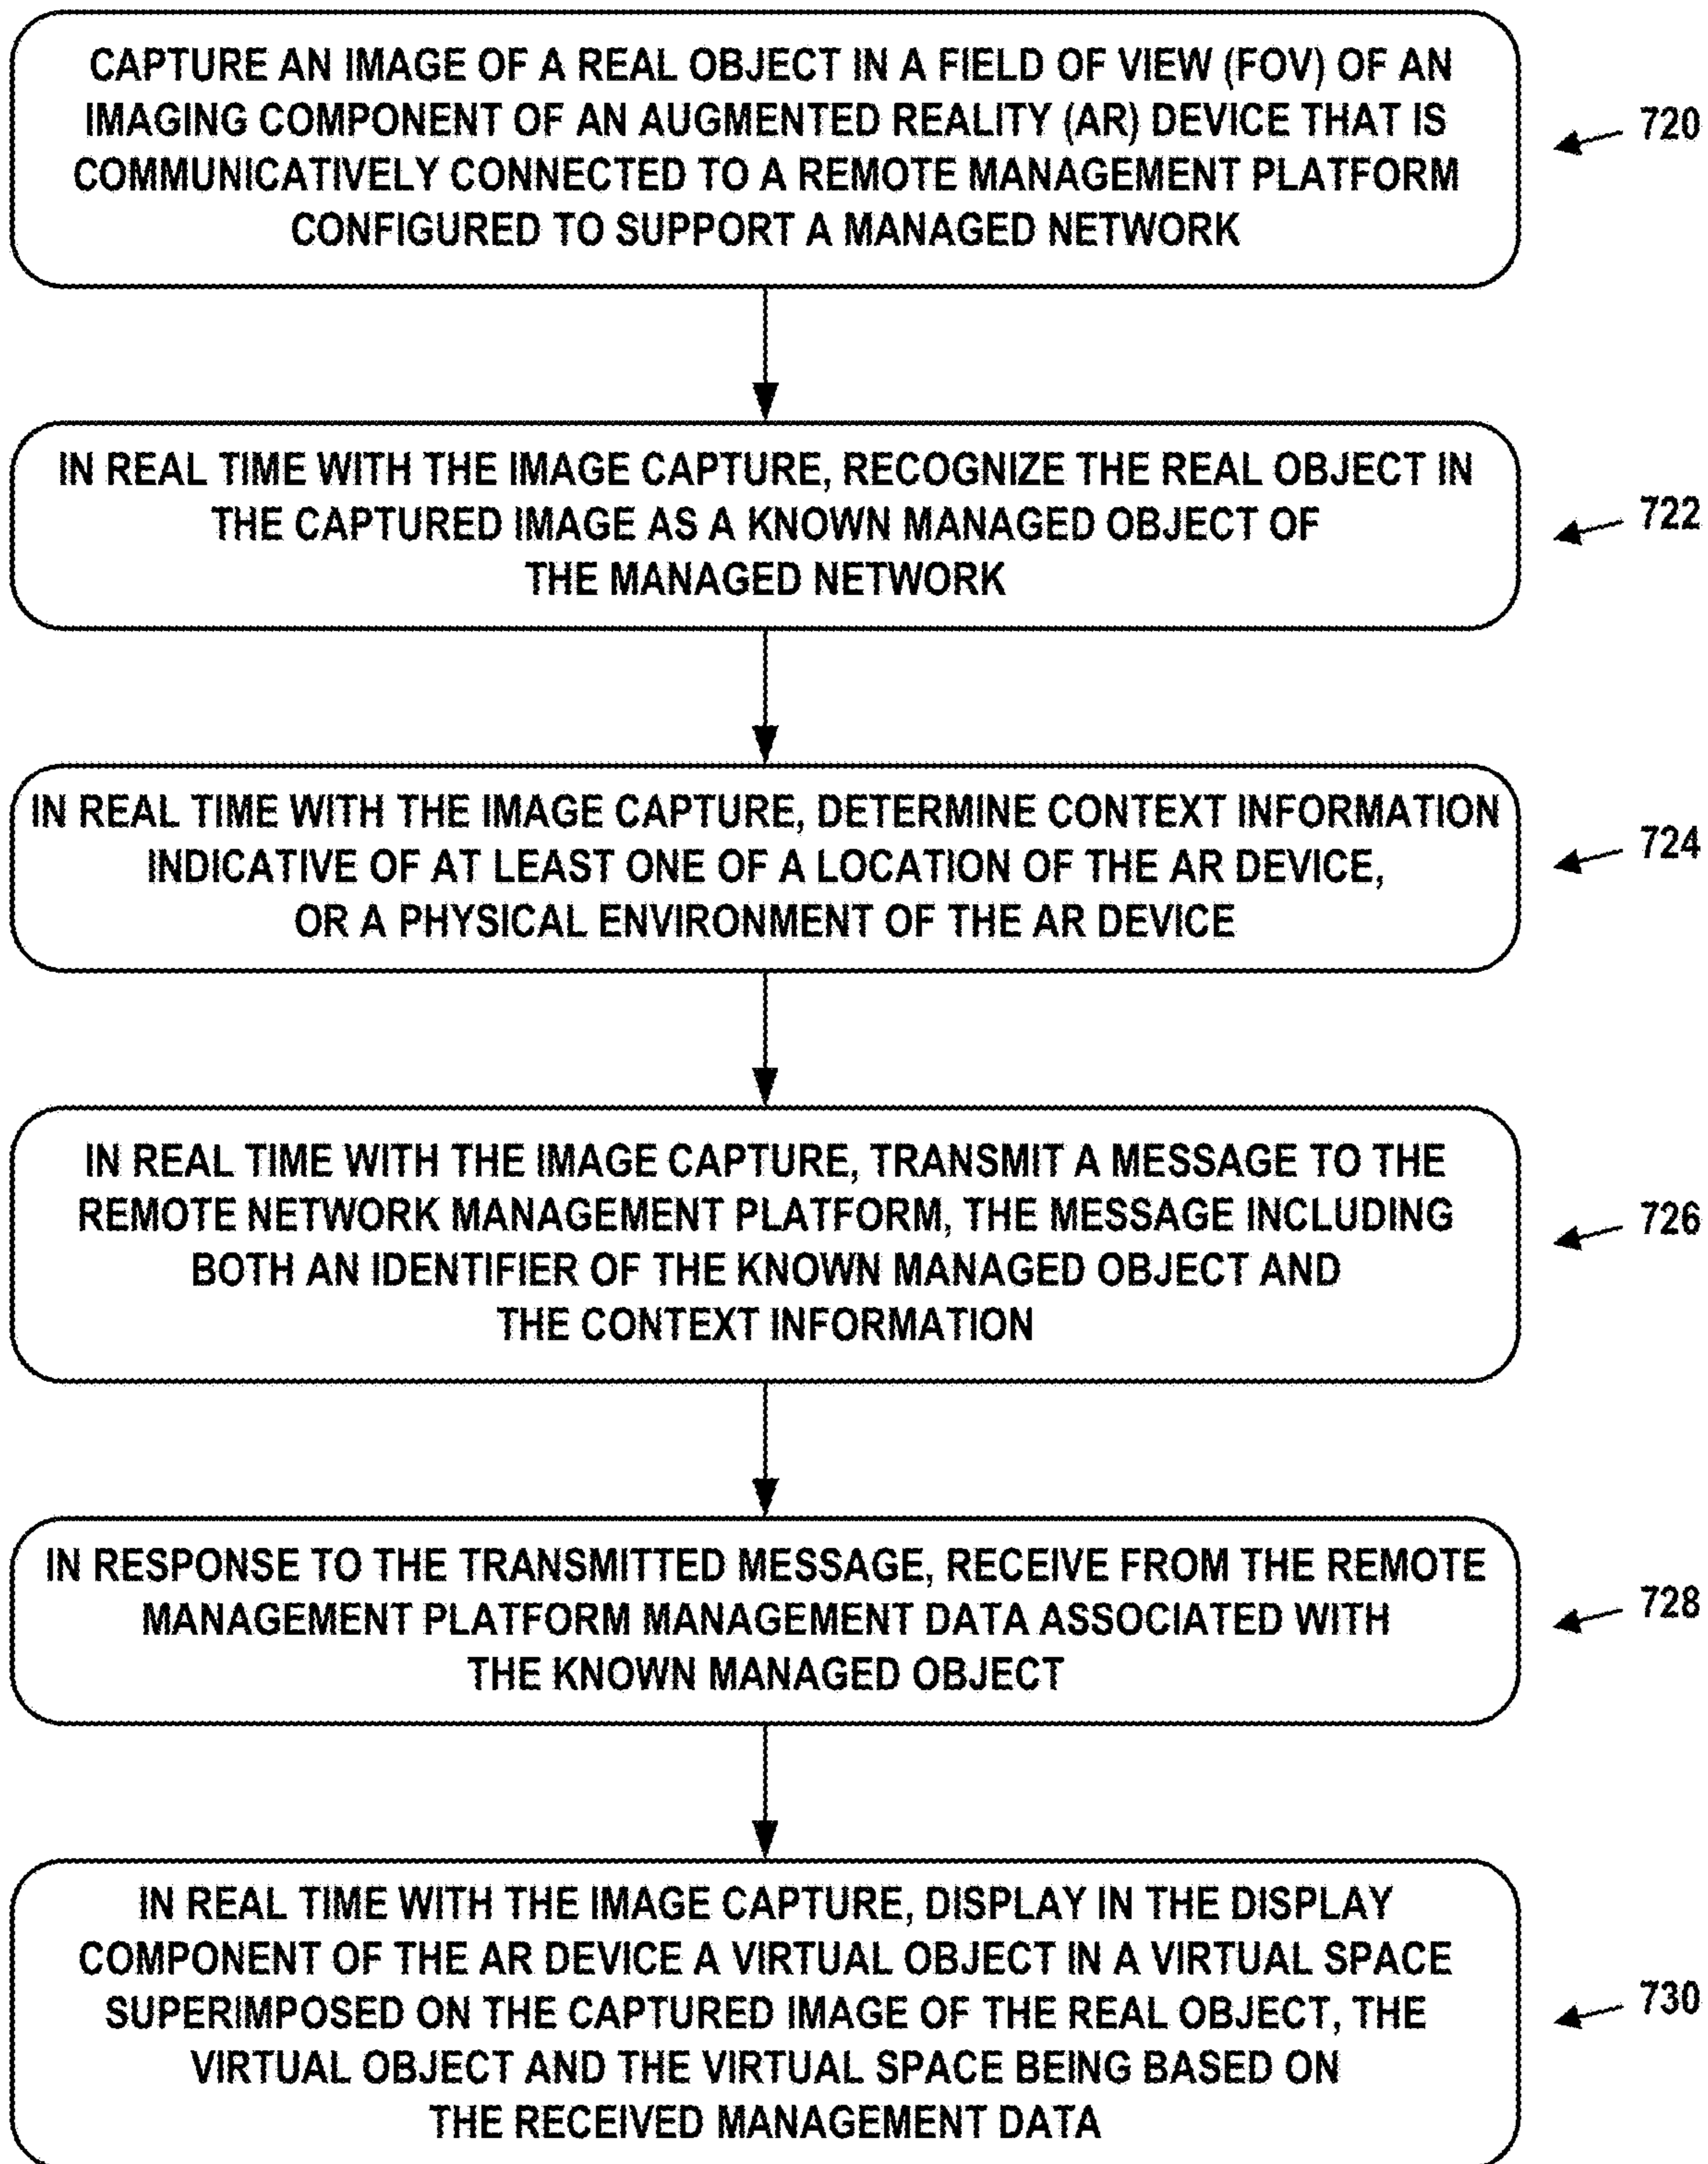 CAPTURE AN IMAGE OF A REAL OBJECT IN A FIELD OF VIEW (FOV) OF AN
IMAGING COMPONENT OF AN AUGMENTED REALITY (AR) DEVICE THAT IS
COMMUNICATIVELY CONNECTED TO A REMOTE MANAGEMENT PLATFORM
CONFIGURED TO SUPPORT A MANAGED NETWORK
720
IN REAL TIME WITH THE IMAGE CAPTURE, RECOGNIZE THE REAL OBJECT IN
THE CAPTURED IMAGE AS A KNOWN MANAGED OBJECT OF
THE MANAGED NETWORK
722
IN REAL TIME WITH THE IMAGE CAPTURE, DETERMINE CONTEXT INFORMATION
INDICATIVE OF AT LEAST ONE OF A LOCATION OF THE AR DEVICE,
OR A PHYSICAL ENVIRONMENT OF THE AR DEVICE
724
IN REAL TIME WITH THE IMAGE CAPTURE, TRANSMIT A MESSAGE TO THE
REMOTE NETWORK MANAGEMENT PLATFORM, THE MESSAGE INCLUDING
BOTH AN IDENTIFIER OF THE KNOWN MANAGED OBJECT AND
THE CONTEXT INFORMATION
726
IN RESPONSE TO THE TRANSMITTED MESSAGE, RECEIVE FROM THE REMOTE
MANAGEMENT PLATFORM MANAGEMENT DATA ASSOCIATED WITH
THE KNOWN MANAGED OBJECT
728
IN REAL TIME WITH THE IMAGE CAPTURE, DISPLAY IN THE DISPLAY
COMPONENT OF THE AR DEVICE A VIRTUAL OBJECT IN A VIRTUAL SPACE
SUPERIMPOSED ON THE CAPTURED IMAGE OF THE REAL OBJECT, THE
VIRTUAL OBJECT AND THE VIRTUAL SPACE BEING BASED ON
THE RECEIVED MANAGEMENT DATA
730